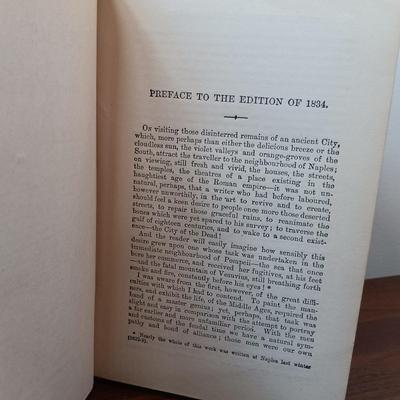 PREFACE TO THE EDITION OF 1834.
ON visiting those disinterred remains of an ancient City,
which, more perhaps than either the delicious breeze or the
cloudless sun, the violet valleys and orange-groves of the
South, attract the traveller to the neighbourhood of Naples;
on viewing, still fresh and vivid, the houses, the streets,
the temples, the theatres of a place existing in the
haughtiest age of the Roman empire—it was not un-
natural, perhaps, that a writer who had before laboured,
however unworthily, in the art to revive and to create,
should feel a keen desire to people once more those deserted
streets, to repair those graceful ruins, to reanimate the
bones which were yet spared to his survey; to traverse the
gulf of eighteen centuries, and to wake to a second exist-
ence—the City of the Dead!
And the reader will easily imagine how sensibly this
desire grew upon one whose task was undertaken in the
immediate neighbourhood of Pompeii—the sea that once
bore her commerce, and received her fugitives, at his feet
—and the fatal mountain of Vesuvius, still breathing forth
smoke and fire, constantly before his eyes! *
I was aware from the first, however, of the great diffi-
culties with which I had to contend. To paint the man-
ners, and exhibit the life, of the Middle Ages, required the
hand of a master genius; yet, perhaps, that task was
slight and easy in comparison with the attempt to portray
a far earlier and more unfamiliar period. With the men
and customs of the feudal time we have a natural sym-
pathy and bond of alliance; those men were our own
* Nearly the whole of this work was written at Naples last winter
(1832-3).